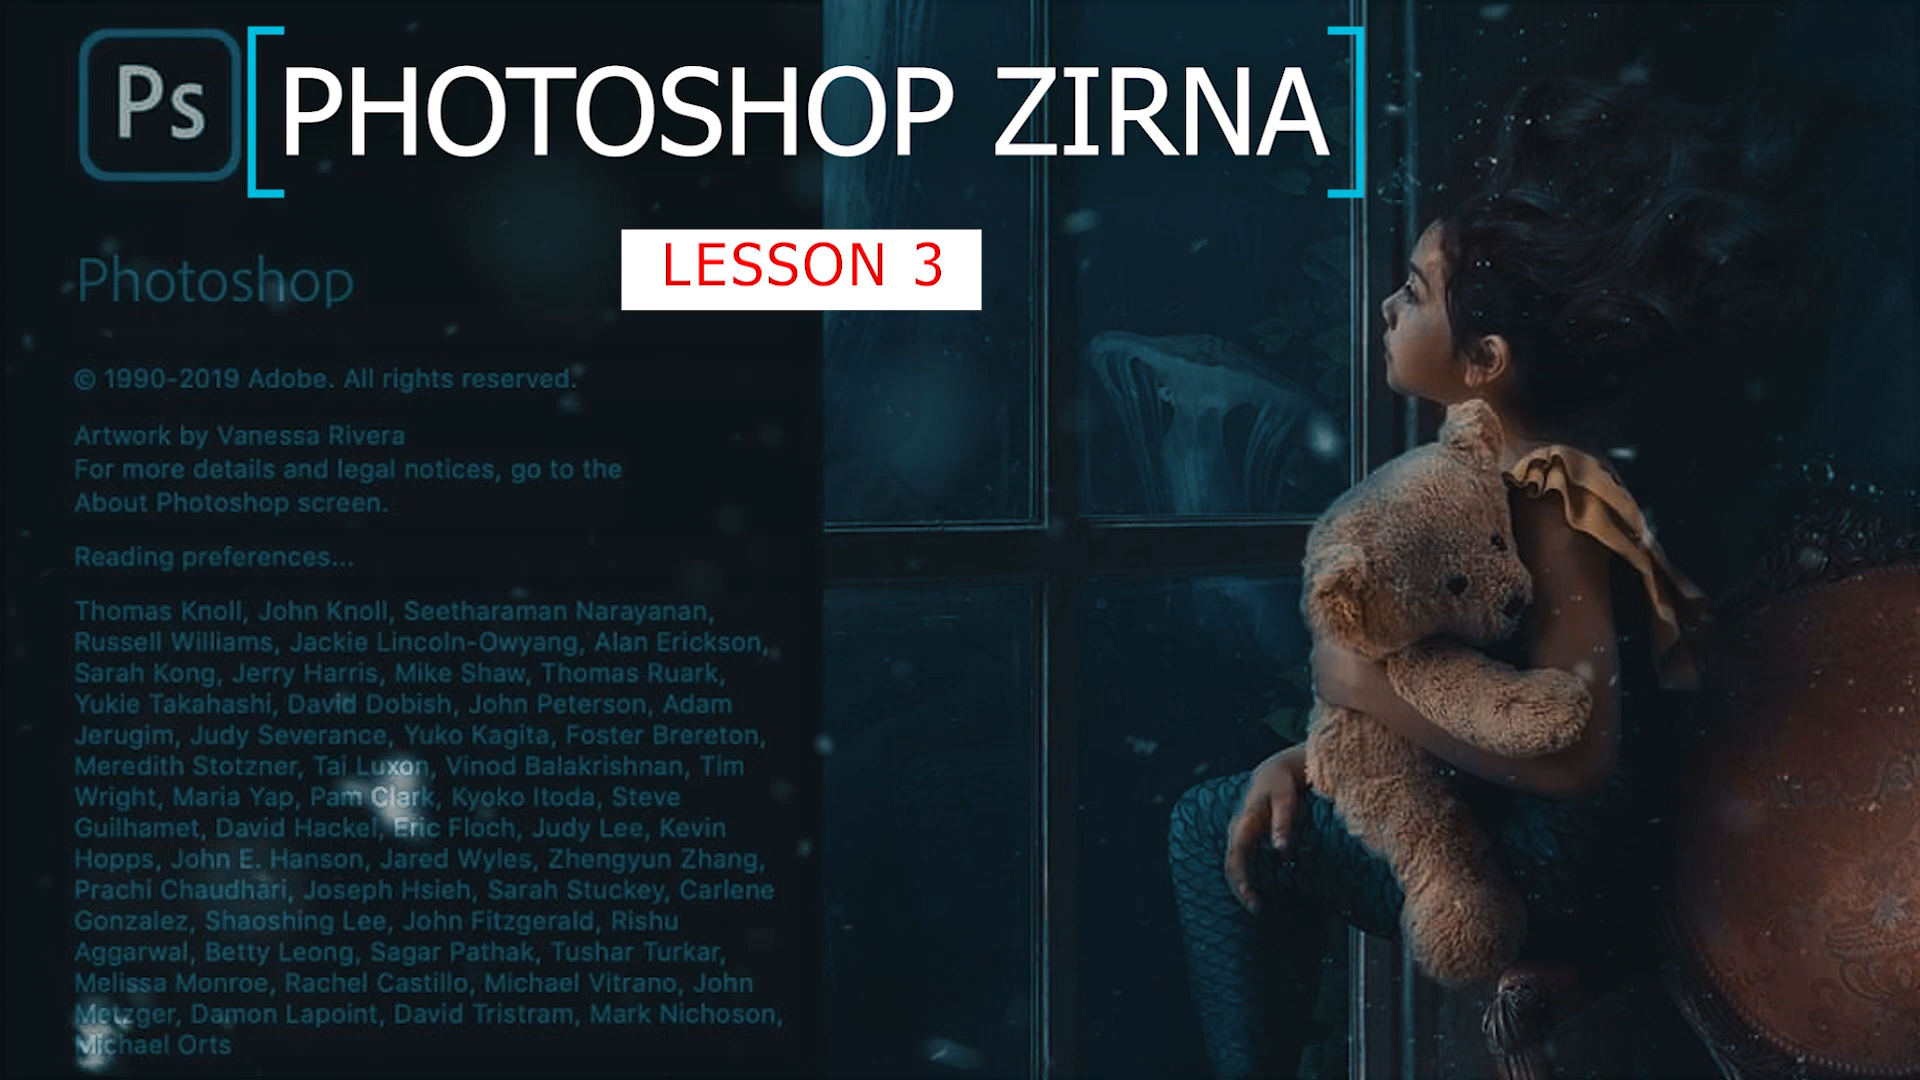 Ps
PHOTOSHOP ZIRNA
LESSON 3
Photoshop
© 1990-2019 Adobe. All rights reserved.
Artwork by Vanessa Rivera
For more details and legal notices, go to the
About Photoshop screen.
Reading preferences...
Thomas Knoll, John Knoll, Seetharaman Narayanan,
Russell Williams, Jackie Lincoln-Owyang, Alan Erickson,
Sarah Kong, Jerry Harris, Mike Shaw, Thomas Ruark,
Yukie Takahashi, David Dobish, John Peterson, Adam
Jerugim, Judy Severance, Yuko Kagita, Foster Brereton,
Meredith Stotzner, Tai Luxon, Vinod Balakrishnan, Tim
Wright, Maria Yap, Pam Clark, Kyoko Itoda, Steve
Guilhamet, David Hackel, Eric Floch, Judy Lee, Kevin
Hopps, John E. Hanson, Jared Wyles, Zhengyun Zhang,
Prachi Chaudhari, Joseph Hsieh, Sarah Stuckey, Carlene
Gonzalez, Shaoshing Lee, John Fitzgerald, Rishu
Aggarwal, Betty Leong, Sagar Pathak, Tushar Turkar,
Melissa Monroe, Rachel Castillo, Michael Vitrano, John
Metzger, Damon Lapoint, David Tristram, Mark Nichoson,
Michael Orts